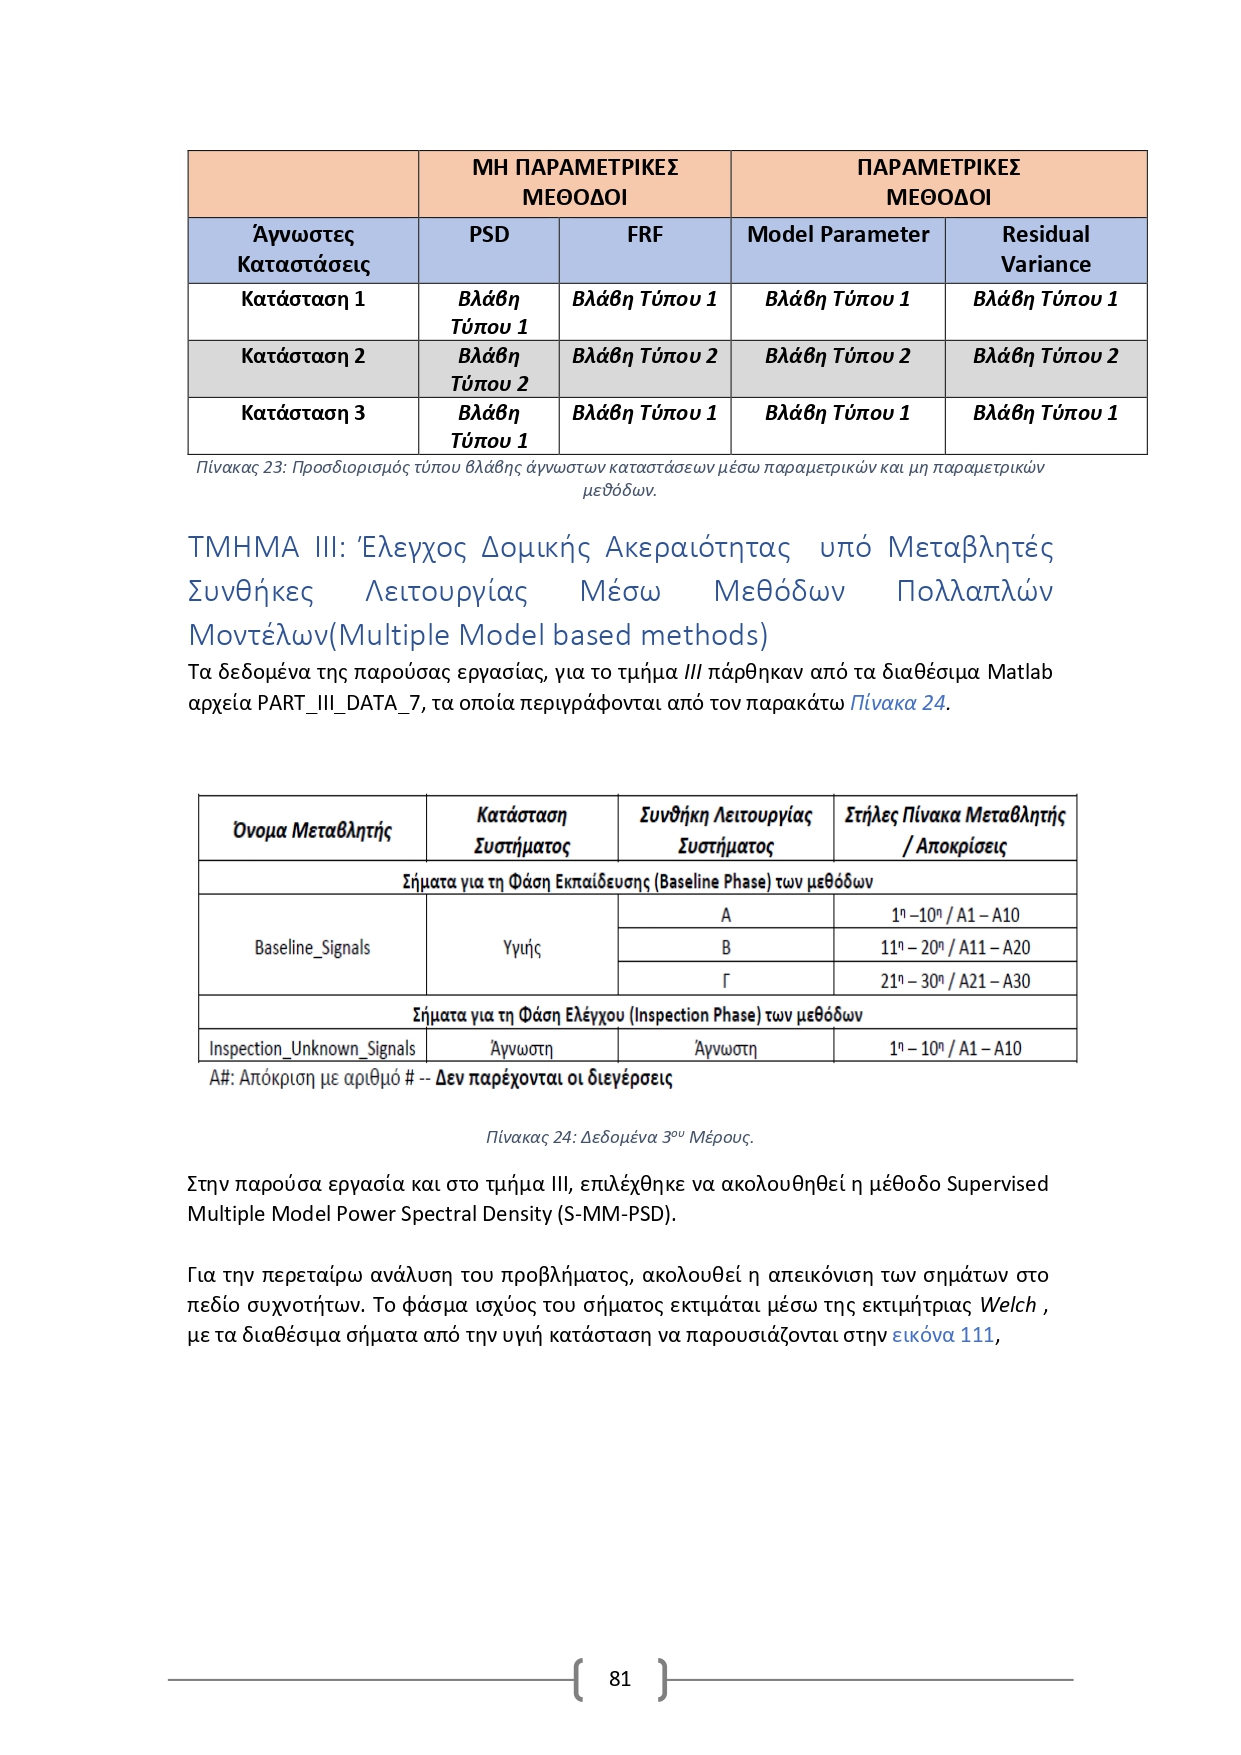 ΜΗ ΠΑΡΑΜΕΤΡΙΚΕΣ ΠΑΡΑΜΕΤΡΙΚΕΣ
ΜΕΘΟΔΟΙ ΜΕΘΟΔΟΙ
Άγνωστες PSD FRF Model Parameter Residual
Καταστάσεις Variance
Κατάσταση 1 Βλάβη Βλάβη Τύπου 1 Βλάβη Τύπου 1 Βλάβη Τύπου 1
Τύπου 1
Κατάσταση 2 Βλάβη Βλάβη Τύπου 2 Βλάβη Τύπου 2 Βλάβη Τύπου 2
Τύπου 2
Κατάσταση 3 Βλάβη Βλάβη Τύπου 1 Βλάβη Τύπου 1 Βλάβη Τύπου 1
Τύπου 1
Πίνακας 23: Προσδιορισμός τύπου βλάβης άγνωστων καταστάσεων μέσω παραμετρικών και μη παραμετρικών
μεθόδων.
ΤΜΗΜΑ III: Έλεγχος Δομικής Ακεραιότητας υπό Μεταβλητές
Συνθήκες Λειτουργίας Μέσω Μεθόδων Πολλαπλών
Μοντέλων(Multiple Model based methods)
Τα δεδομένα της παρούσας εργασίας, για το τμήμα III πάρθηκαν από τα διαθέσιμα Matlab
αρχεία PART_III_DATA_7, τα οποία περιγράφονται από τον παρακάτω Πίνακα 24.
Όνομα Μεταβλητής Κατάσταση Συνθήκη Λειτουργίας Στήλες Πίνακα Μεταβλητής
Συστήματος Συστήματος / Αποκρίσεις
Σήματα για τη Φάση Εκπαίδευσης (Baseline Phase) των μεθόδων
Α 1η –10η / Α1 – Α10
Baseline_Signals Υγιής Β 11η – 20η / Α11 – Α20
Γ 21η – 30η / Α21 – Α30
Σήματα για τη Φάση Ελέγχου (Inspection Phase) των μεθόδων
Inspection_Unknown_Signals Άγνωστη Άγνωστη 1η – 10η / Α1 – Α10
Α#: Απόκριση με αριθμό # -- Δεν παρέχονται οι διεγέρσεις
Πίνακας 24: Δεδομένα 3ου Μέρους.
Στην παρούσα εργασία και στο τμήμα III, επιλέχθηκε να ακολουθηθεί η μέθοδο Supervised
Multiple Model Power Spectral Density (S-MM-PSD).
Για την περεταίρω ανάλυση του προβλήματος, ακολουθεί η απεικόνιση των σημάτων στο
πεδίο συχνοτήτων. Το φάσμα ισχύος του σήματος εκτιμάται μέσω της εκτιμήτριας Welch ,
με τα διαθέσιμα σήματα από την υγιή κατάσταση να παρουσιάζονται στην εικόνα 111,
81